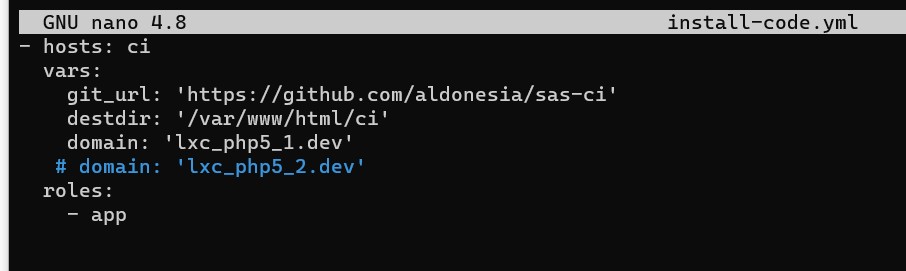 GNU nano 4.8 install-code.yml
- hosts: ci
  vars:
    git_url: 'https://github.com/aldonesia/sas-ci'
    destdir: '/var/www/html/ci'
    domain: 'lxc_php5_1.dev'
   # domain: 'lxc_php5_2.dev'
  roles:
    - app